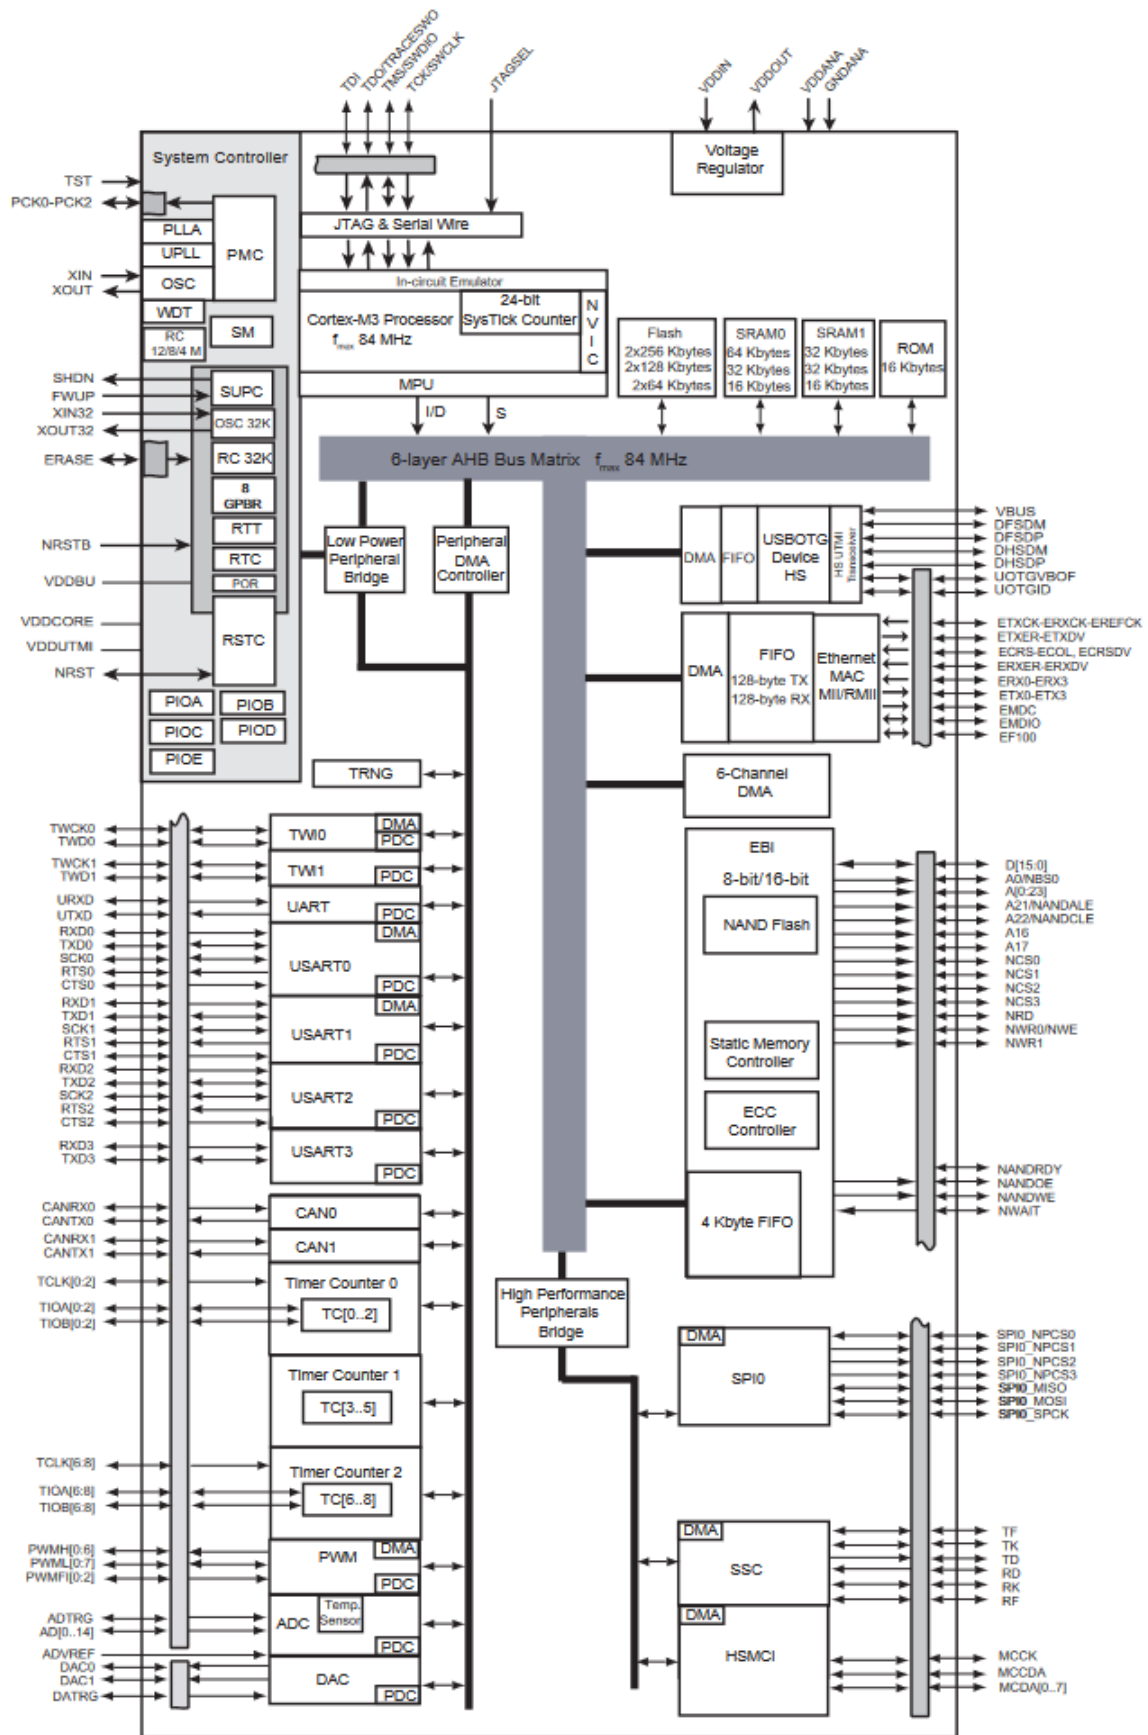 TDI
TDO/TRACESWO
TMS/SWDIO
TCK/SWCLK
JTAGSEL
VDDIN
VDDOUT
VDDANA
GNDANA
System Controller
Voltage
Regulator
TST
PCK0-PCK2
PLLA
UPLL
PMC
XIN
XOUT
OSC
WDT
RC
12/8/4 M
SM
JTAG & Serial Wire
In-circuit Emulator
Cortex-M3 Processor
fmax 84 MHz
24-bit
SysTick Counter
N
V
I
C
MPU
I/D
S
Flash
2x256 Kbytes
2x128 Kbytes
2x64 Kbytes
SRAM0
64 Kbytes
32 Kbytes
16 Kbytes
SRAM1
32 Kbytes
32 Kbytes
16 Kbytes
ROM
16 Kbytes
SHDN
FWUP
XIN32
XOUT32
ERASE
NRSTB
VDDBU
VDDCORE
VDDUTMI
NRST
SUPC
OSC 32K
RC 32K
8
GPBR
RTT
RTC
POR
RSTC
PIOA
PIOB
PIOC
PIOD
PIOE
6-layer AHB Bus Matrix fmax 84 MHz
Low Power
Peripheral
Bridge
Peripheral
DMA
Controller
DMA
FIFO
USBOTG
Device
HS
HS UTMI
Transceiver
VBUS
DFSDM
DFSDP
DHSDM
DHSDP
UOTGVBOF
UOTGID
DMA
FIFO
128-byte TX
128-byte RX
Ethernet
MAC
MII/RMII
ETXCK-ERXCK-EREFCK
ETXER-ETXDV
ECRS-ECOL, ECRSDV
ERXER-ERXDV
ERX0-ERX3
ETX0-ETX3
EMDC
EMDIO
EF100
TRNG
6-Channel
DMA
TWCK0
TWD0
TWI0
DMA
PDC
TWCK1
TWD1
TWI1
PDC
URXD
UTXD
UART
PDC
RXD0
TXD0
SCK0
RTS0
CTS0
USART0
DMA
PDC
RXD1
TXD1
SCK1
RTS1
CTS1
USART1
DMA
PDC
RXD2
TXD2
SCK2
RTS2
CTS2
USART2
PDC
RXD3
TXD3
USART3
PDC
CANRX0
CANTX0
CAN0
CANRX1
CANTX1
CAN1
TCLK[0:2]
TIOA[0:2]
TIOB[0:2]
Timer Counter 0
TC[0..2]
Timer Counter 1
TC[3..5]
TCLK[6:8]
TIOA[6:8]
TIOB[6:8]
Timer Counter 2
TC[6..8]
PWMH[0:6]
PWML[0:7]
PWMFI[0:2]
PWM
DMA
PDC
ADTRG
AD[0..14]
ADVREF
ADC
Temp.
Sensor
PDC
DAC0
DAC1
DATRG
DAC
PDC
EBI
8-bit/16-bit
NAND Flash
Static Memory
Controller
ECC
Controller
4 Kbyte FIFO
D[15:0]
A0/NBS0
A[0:23]
A21/NANDALE
A22/NANDCLE
A16
A17
NCS0
NCS1
NCS2
NCS3
NRD
NWR0/NWE
NWR1
NANDRDY
NANDOE
NANDWE
NWAIT
High Performance
Peripherals
Bridge
DMA
SPI0
SPI0_NPCS0
SPI0_NPCS1
SPI0_NPCS2
SPI0_NPCS3
SPI0_MISO
SPI0_MOSI
SPI0_SPCK
DMA
SSC
TF
TK
TD
RD
RK
RF
DMA
HSMCI
MCCK
MCCDA
MCDA[0..7]